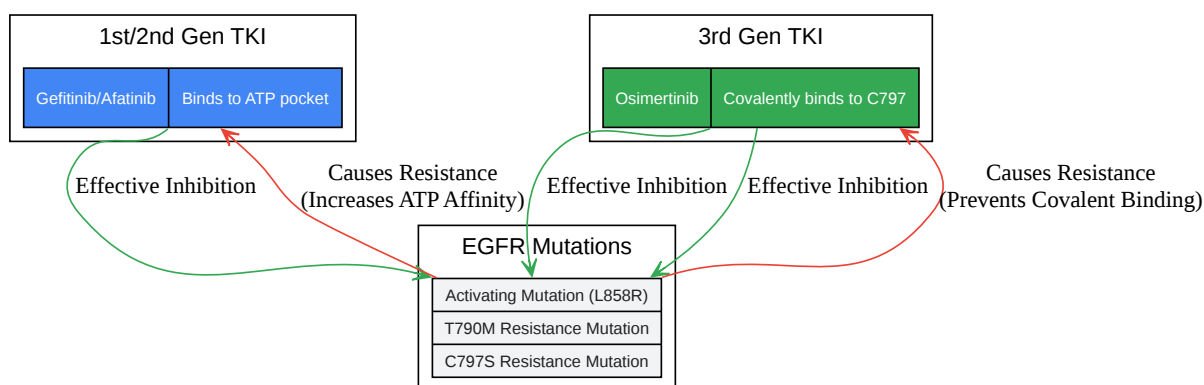 1st/2nd Gen TKI
Gefitinib/Afatinib
Binds to ATP pocket
3rd Gen TKI
Osimertinib
Covalently binds to C797
Effective Inhibition
Causes Resistance
(Increases ATP Affinity)
Effective Inhibition
Effective Inhibition
Causes Resistance
(Prevents Covalent Binding)
EGFR Mutations
Activating Mutation (L858R)
T790M Resistance Mutation
C797S Resistance Mutation